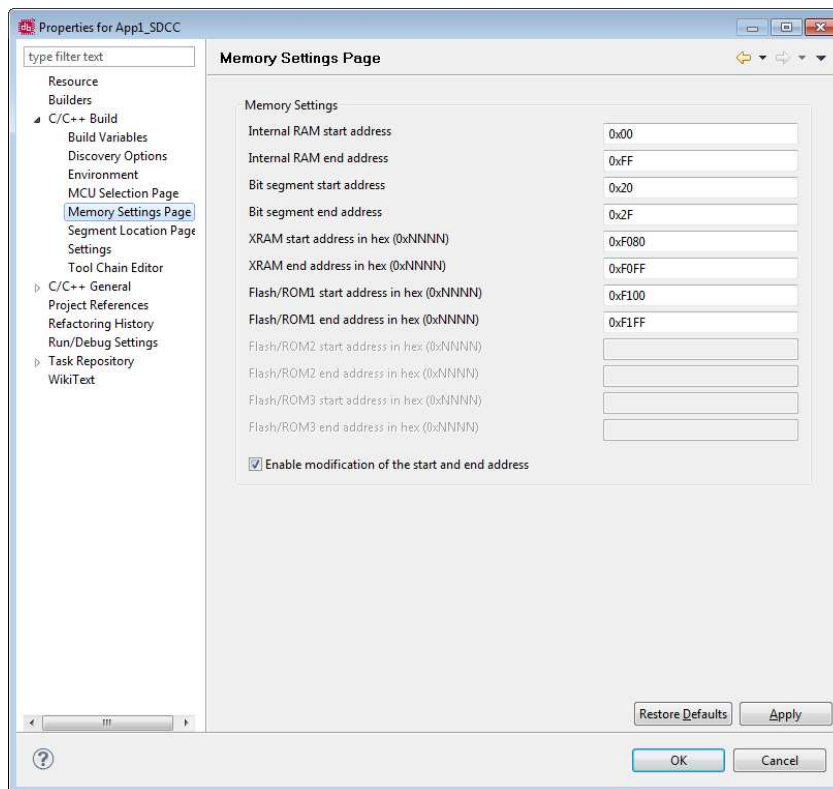 Properties for App1_SDCC
type filter text
Memory Settings Page
Resource
Builders
C/C++ Build
Build Variables
Discovery Options
Environment
MCU Selection Page
Memory Settings Page
Segment Location Page
Settings
Tool Chain Editor
C/C++ General
Project References
Refactoring History
Run/Debug Settings
Task Repository
WikiText
Memory Settings
Internal RAM start address 0x00
Internal RAM end address 0xFF
Bit segment start address 0x20
Bit segment end address 0x2F
XRAM start address in hex (0xNNNN) 0xF080
XRAM end address in hex (0xNNNN) 0xF0FF
Flash/ROM1 start address in hex (0xNNNN) 0xF100
Flash/ROM1 end address in hex (0xNNNN) 0xF1FF
Flash/ROM2 start address in hex (0xNNNN)
Flash/ROM2 end address in hex (0xNNNN)
Flash/ROM3 start address in hex (0xNNNN)
Flash/ROM3 end address in hex (0xNNNN)
Enable modification of the start and end address
Restore Defaults Apply
OK Cancel